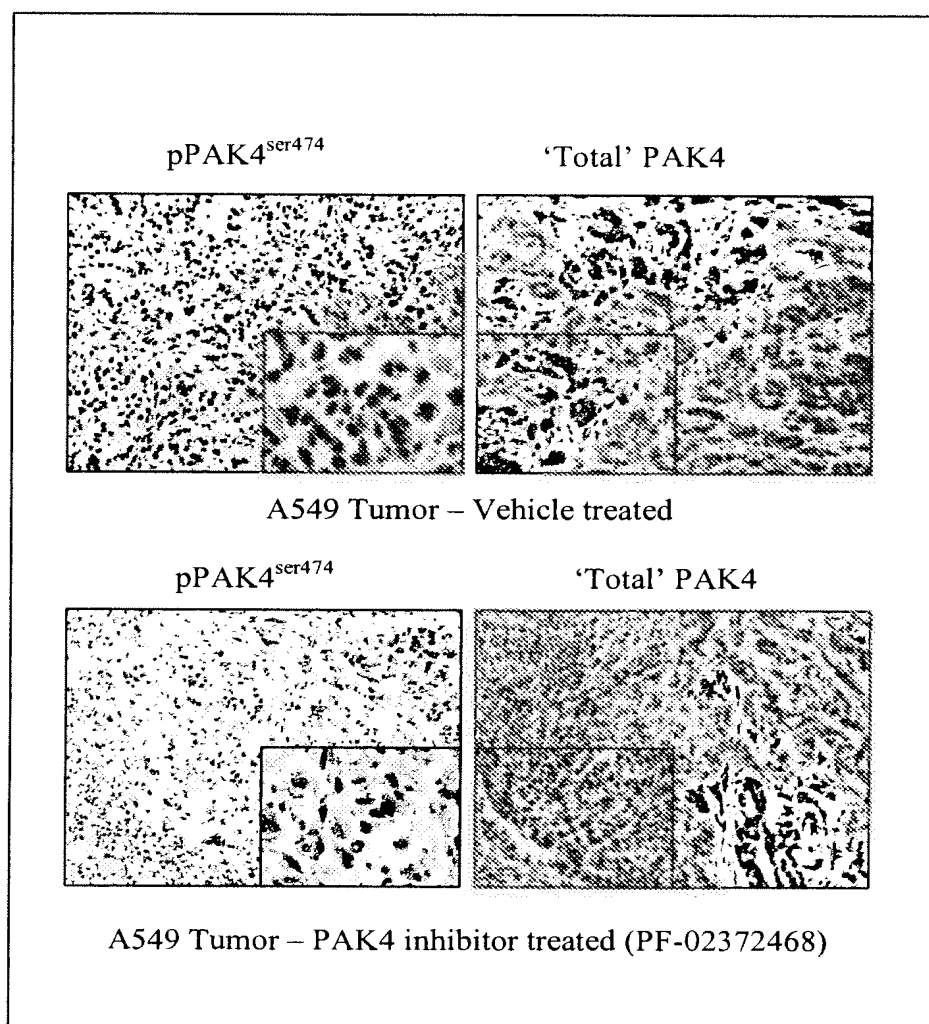 pPAK4ser474 ‘Total’ PAK4
A549 Tumor – Vehicle treated
pPAK4ser474 ‘Total’ PAK4
A549 Tumor – PAK4 inhibitor treated (PF-02372468)